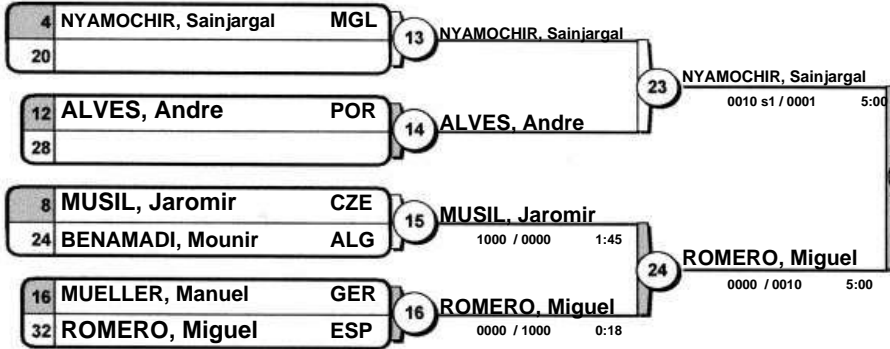 4 NYAMOCHIR, Sainjargal MGL
20
13 NYAMOCHIR, Sainjargal
23 NYAMOCHIR, Sainjargal
0010 s1 / 0001 5:00
12 ALVES, Andre POR
28
14 ALVES, Andre
8 MUSIL, Jaromir CZE
24 BENAMADI, Mounir ALG
15 MUSIL, Jaromir
1000 / 0000 1:45
24 ROMERO, Miguel
0000 / 0010 5:00
16 MUELLER, Manuel GER
32 ROMERO, Miguel ESP
16 ROMERO, Miguel
0000 / 1000 0:18